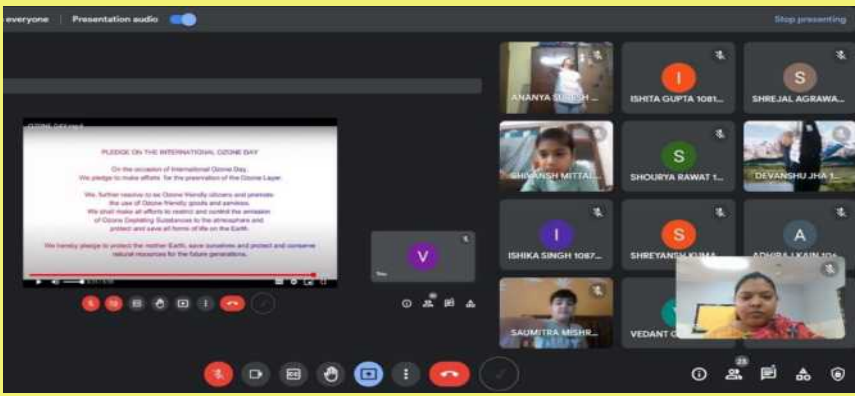 everyone
Presentation audio
Stop presenting
OZONE DAY.mp4
PLEDGE ON THE INTERNATIONAL OZONE DAY
On the occasion of International Ozone Day,
We pledge to make efforts for the preservation of the Ozone Layer.
We, further resolve to be Ozone friendly citizens and promote
the use of Ozone friendly goods and services.
We shall make all efforts to restrict and control the emission
of Ozone Depleting Substances to the atmosphere and
protect and save all forms of life on the Earth
We hereby pledge to protect the mother Earth, save ourselves and protect and conserve
natural resources for the future generations.
V
You
ANANYA SURESH ...
I
ISHITA GUPTA 1081...
S
SHREJAL AGRAWA...
SHIVANSH MITTAL...
S
SHOURYA RAWAT 1...
DEVANSHU JHA 1...
I
ISHIKA SINGH 1087...
S
SHREYANSH KUMA...
A
SAUMITRA MISHR...
VEDANT
CC
23